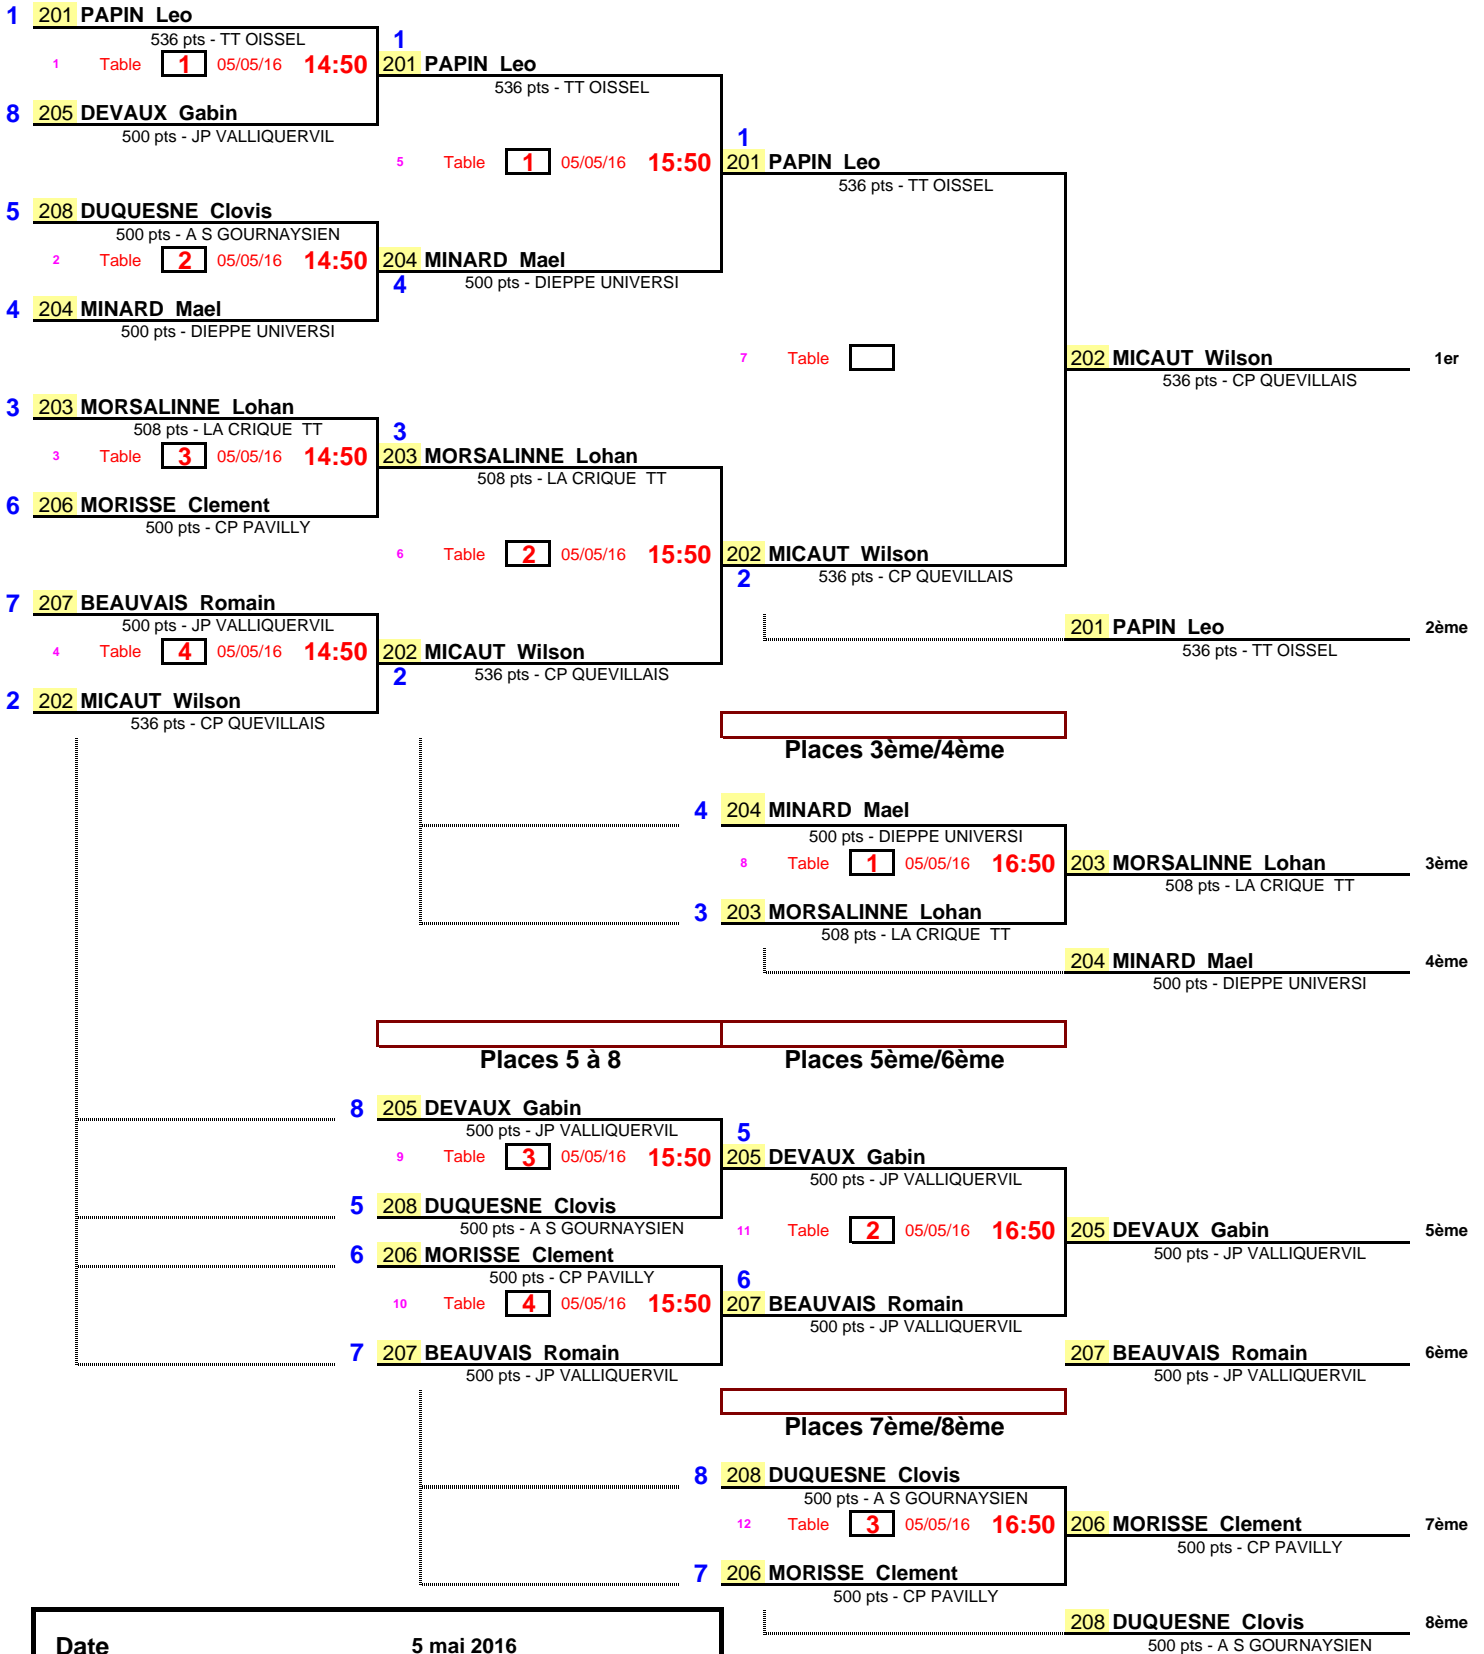 1 201 PAPIN Leo
536 pts - TT OISSEL
1
1 Table 1 05/05/16 14:50 201 PAPIN Leo
536 pts - TT OISSEL
8 205 DEVAUX Gabin
500 pts - JP VALLIQUERVIL
1
5 Table 1 05/05/16 15:50 201 PAPIN Leo
536 pts - TT OISSEL
5 208 DUQUESNE Clovis
500 pts - A S GOURNAYSIEN
2 Table 2 05/05/16 14:50 204 MINARD Mael
4 500 pts - DIEPPE UNIVERSI
4 204 MINARD Mael
500 pts - DIEPPE UNIVERSI
7 Table 202 MICAUT Wilson 1er
536 pts - CP QUEVILLAIS
3 203 MORSALINNE Lohan
508 pts - LA CRIQUE TT
3
3 Table 3 05/05/16 14:50 203 MORSALINNE Lohan
508 pts - LA CRIQUE TT
6 206 MORISSE Clement
500 pts - CP PAVILLY
6 Table 2 05/05/16 15:50 202 MICAUT Wilson
2 536 pts - CP QUEVILLAIS
7 207 BEAUVAIS Romain
500 pts - JP VALLIQUERVIL
201 PAPIN Leo 2ème
536 pts - TT OISSEL
4 Table 4 05/05/16 14:50 202 MICAUT Wilson
2 536 pts - CP QUEVILLAIS
2 202 MICAUT Wilson
536 pts - CP QUEVILLAIS
Places 3ème/4ème
4 204 MINARD Mael
500 pts - DIEPPE UNIVERSI
8 Table 1 05/05/16 16:50 203 MORSALINNE Lohan 3ème
508 pts - LA CRIQUE TT
3 203 MORSALINNE Lohan
508 pts - LA CRIQUE TT
204 MINARD Mael 4ème
500 pts - DIEPPE UNIVERSI
Places 5 à 8 Places 5ème/6ème
8 205 DEVAUX Gabin
500 pts - JP VALLIQUERVIL
5
9 Table 3 05/05/16 15:50 205 DEVAUX Gabin
500 pts - JP VALLIQUERVIL
5 208 DUQUESNE Clovis
500 pts - A S GOURNAYSIEN
11 Table 2 05/05/16 16:50 205 DEVAUX Gabin 5ème
500 pts - JP VALLIQUERVIL
6 206 MORISSE Clement
500 pts - CP PAVILLY
6
10 Table 4 05/05/16 15:50 207 BEAUVAIS Romain
500 pts - JP VALLIQUERVIL
7 207 BEAUVAIS Romain
500 pts - JP VALLIQUERVIL
207 BEAUVAIS Romain 6ème
500 pts - JP VALLIQUERVIL
Places 7ème/8ème
8 208 DUQUESNE Clovis
500 pts - A S GOURNAYSIEN
12 Table 3 05/05/16 16:50 206 MORISSE Clement 7ème
500 pts - CP PAVILLY
7 206 MORISSE Clement
500 pts - CP PAVILLY
208 DUQUESNE Clovis 8ème
500 pts - A S GOURNAYSIEN
Date 5 mai 2016